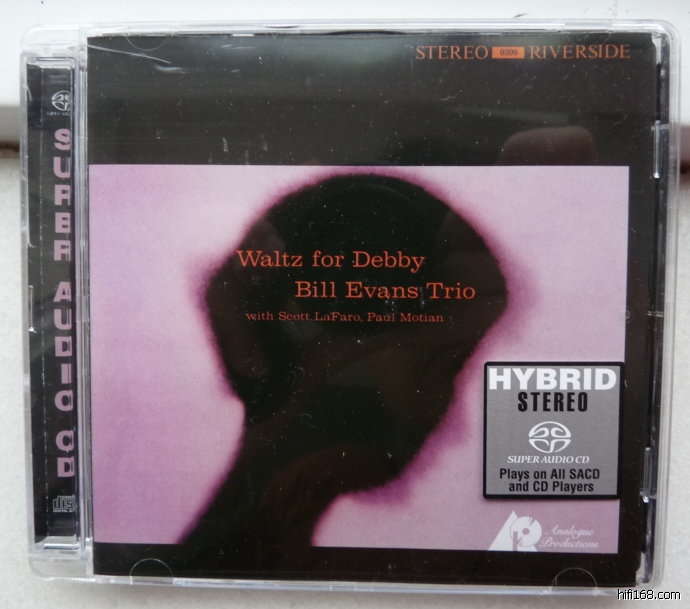 STEREO 9399 RIVERSIDE
SUPER AUDIO CD
Waltz for Debby
Bill Evans Trio
with Scott LaFaro, Paul Motian
HYBRID
STEREO
SUPER AUDIO CD
Plays on All SACD
and CD Players
Analogue
Productions
hifi168.com